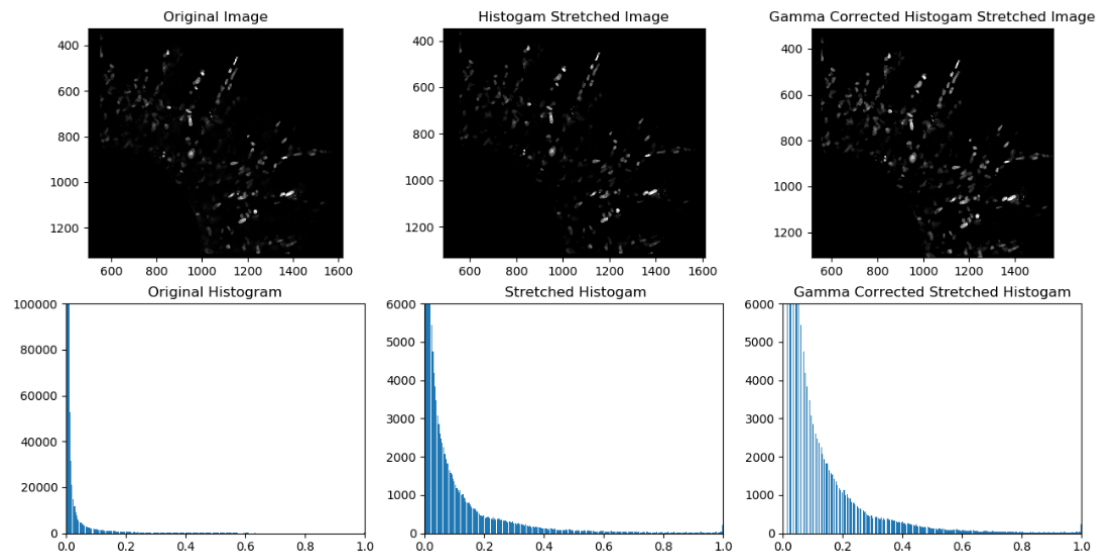 Original Image
Histogam Stretched Image
Gamma Corrected Histogam Stretched Image
400
600
800
1000
1200
600 800 1000 1200 1400 1600
400
600
800
1000
1200
600 800 1000 1200 1400 1600
400
600
800
1000
1200
600 800 1000 1200 1400
Original Histogram
Stretched Histogam
Gamma Corrected Stretched Histogam
100000
80000
60000
40000
20000
0
0.0 0.2 0.4 0.6 0.8 1.0
6000
5000
4000
3000
2000
1000
0
0.0 0.2 0.4 0.6 0.8 1.0
6000
5000
4000
3000
2000
1000
0
0.0 0.2 0.4 0.6 0.8 1.0